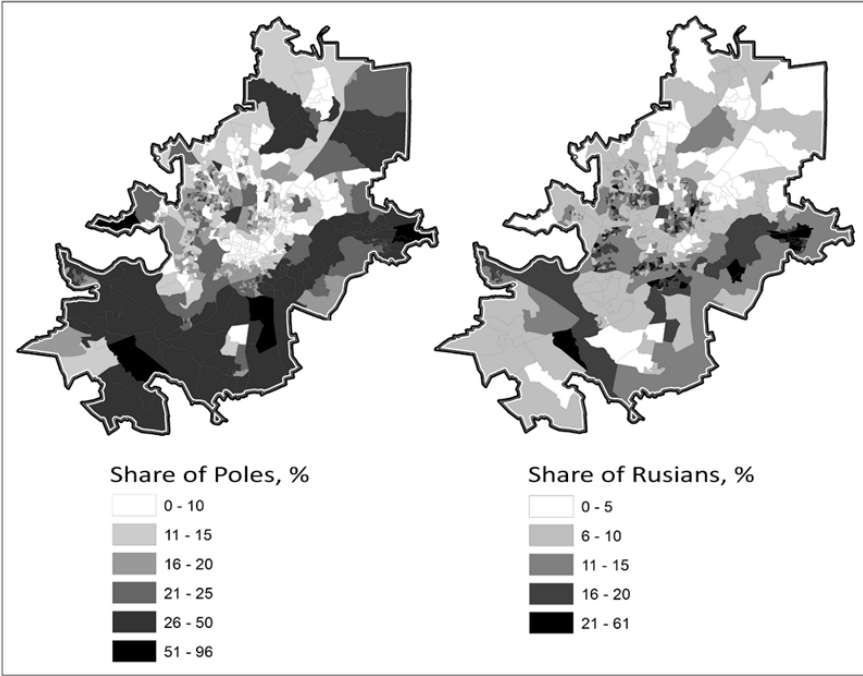 Share of Poles, %
0 - 10
11 - 15
16 - 20
21 - 25
26 - 50
51 - 96
Share of Rusians, %
0 - 5
6 - 10
11 - 15
16 - 20
21 - 61